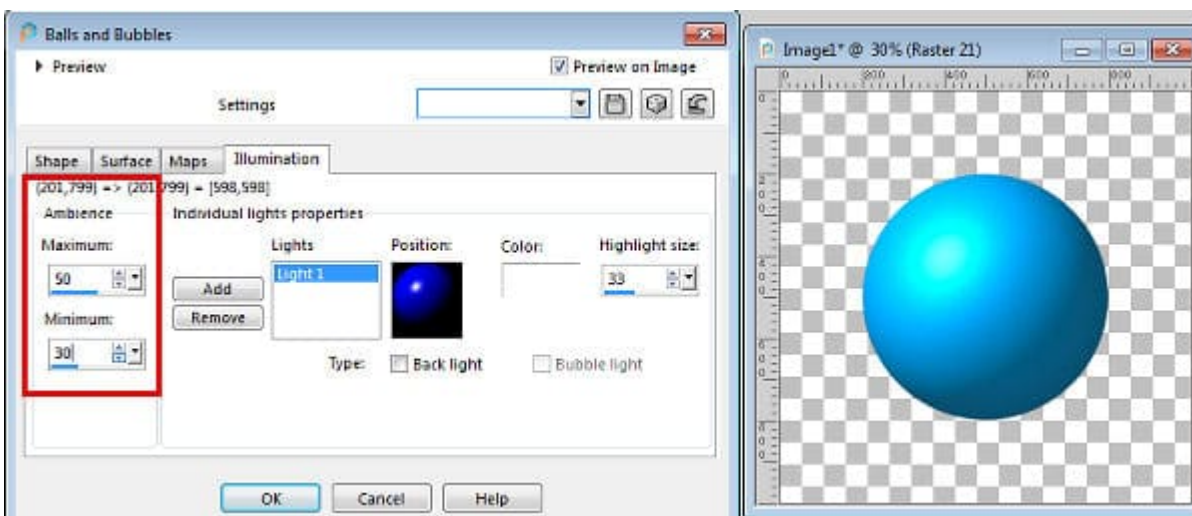 Balls and Bubbles
Preview
Preview on Image
Settings
Shape Surface Maps Illumination
(201,799) => (201,799) = [598,598]
Ambience
Individual lights properties
Maximum:
Lights
Position:
Color:
Highlight size:
50
Add
Light 1
33
Remove
Minimum:
30
Type:
Back light
Bubble light
OK
Cancel
Help
Image1* @ 30% (Raster 21)